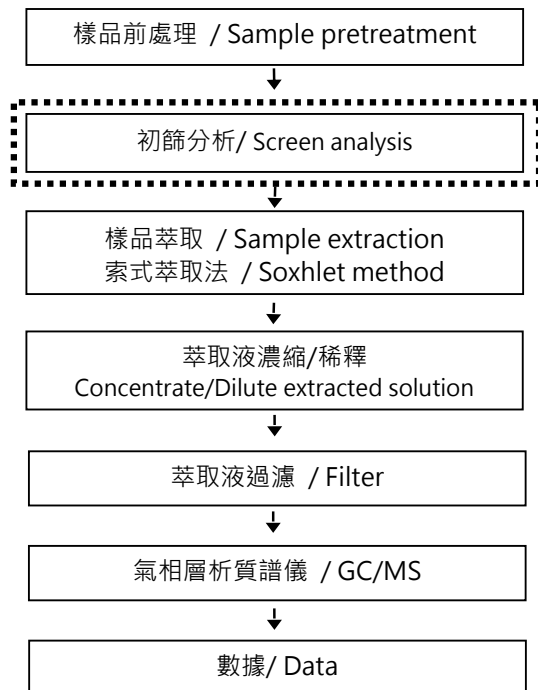 樣品前處理 / Sample pretreatment
初篩分析/ Screen analysis
樣品萃取 / Sample extraction
索式萃取法 / Soxhlet method
萃取液濃縮/稀釋
Concentrate/Dilute extracted solution
萃取液過濾 / Filter
氣相層析質譜儀 / GC/MS
數據/ Data